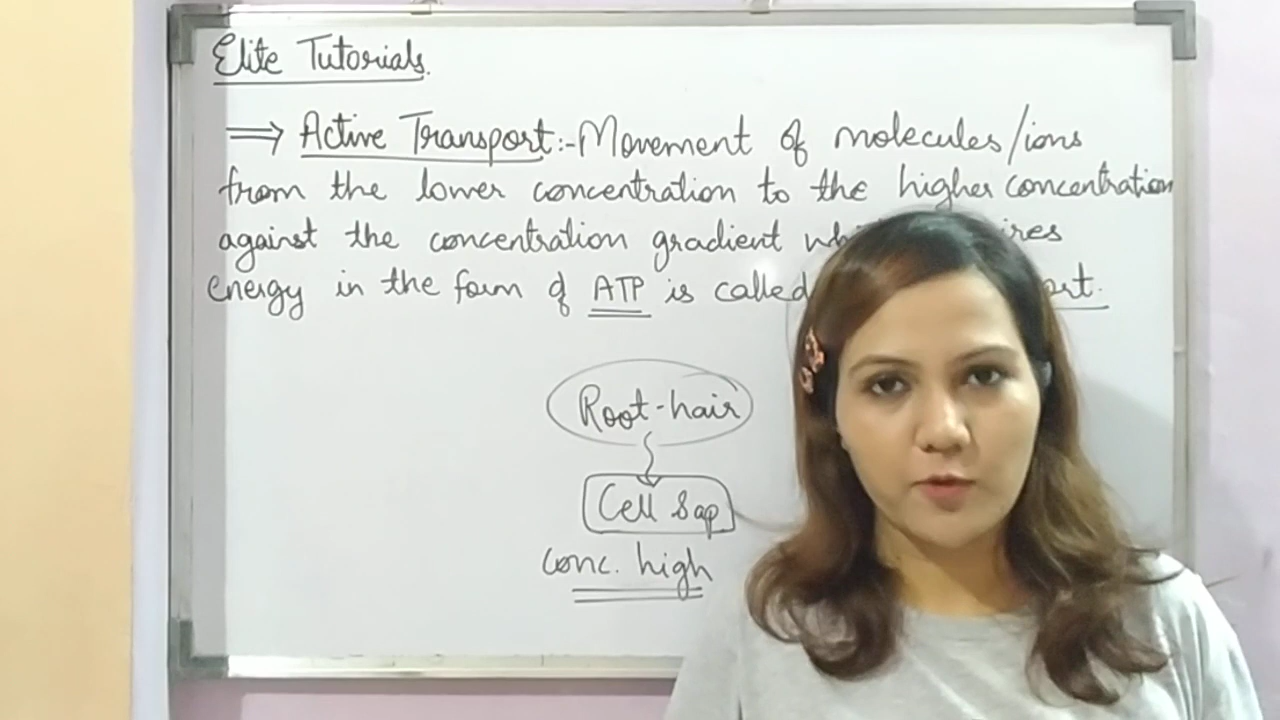 Elite Tutorials.
⟹ Active Transport:- Movement of molecules/ions
from the lower concentration to the higher concentration
against the concentration gradient
energy in the form of ATP is called
Root-hair
Cell Sap
conc. high